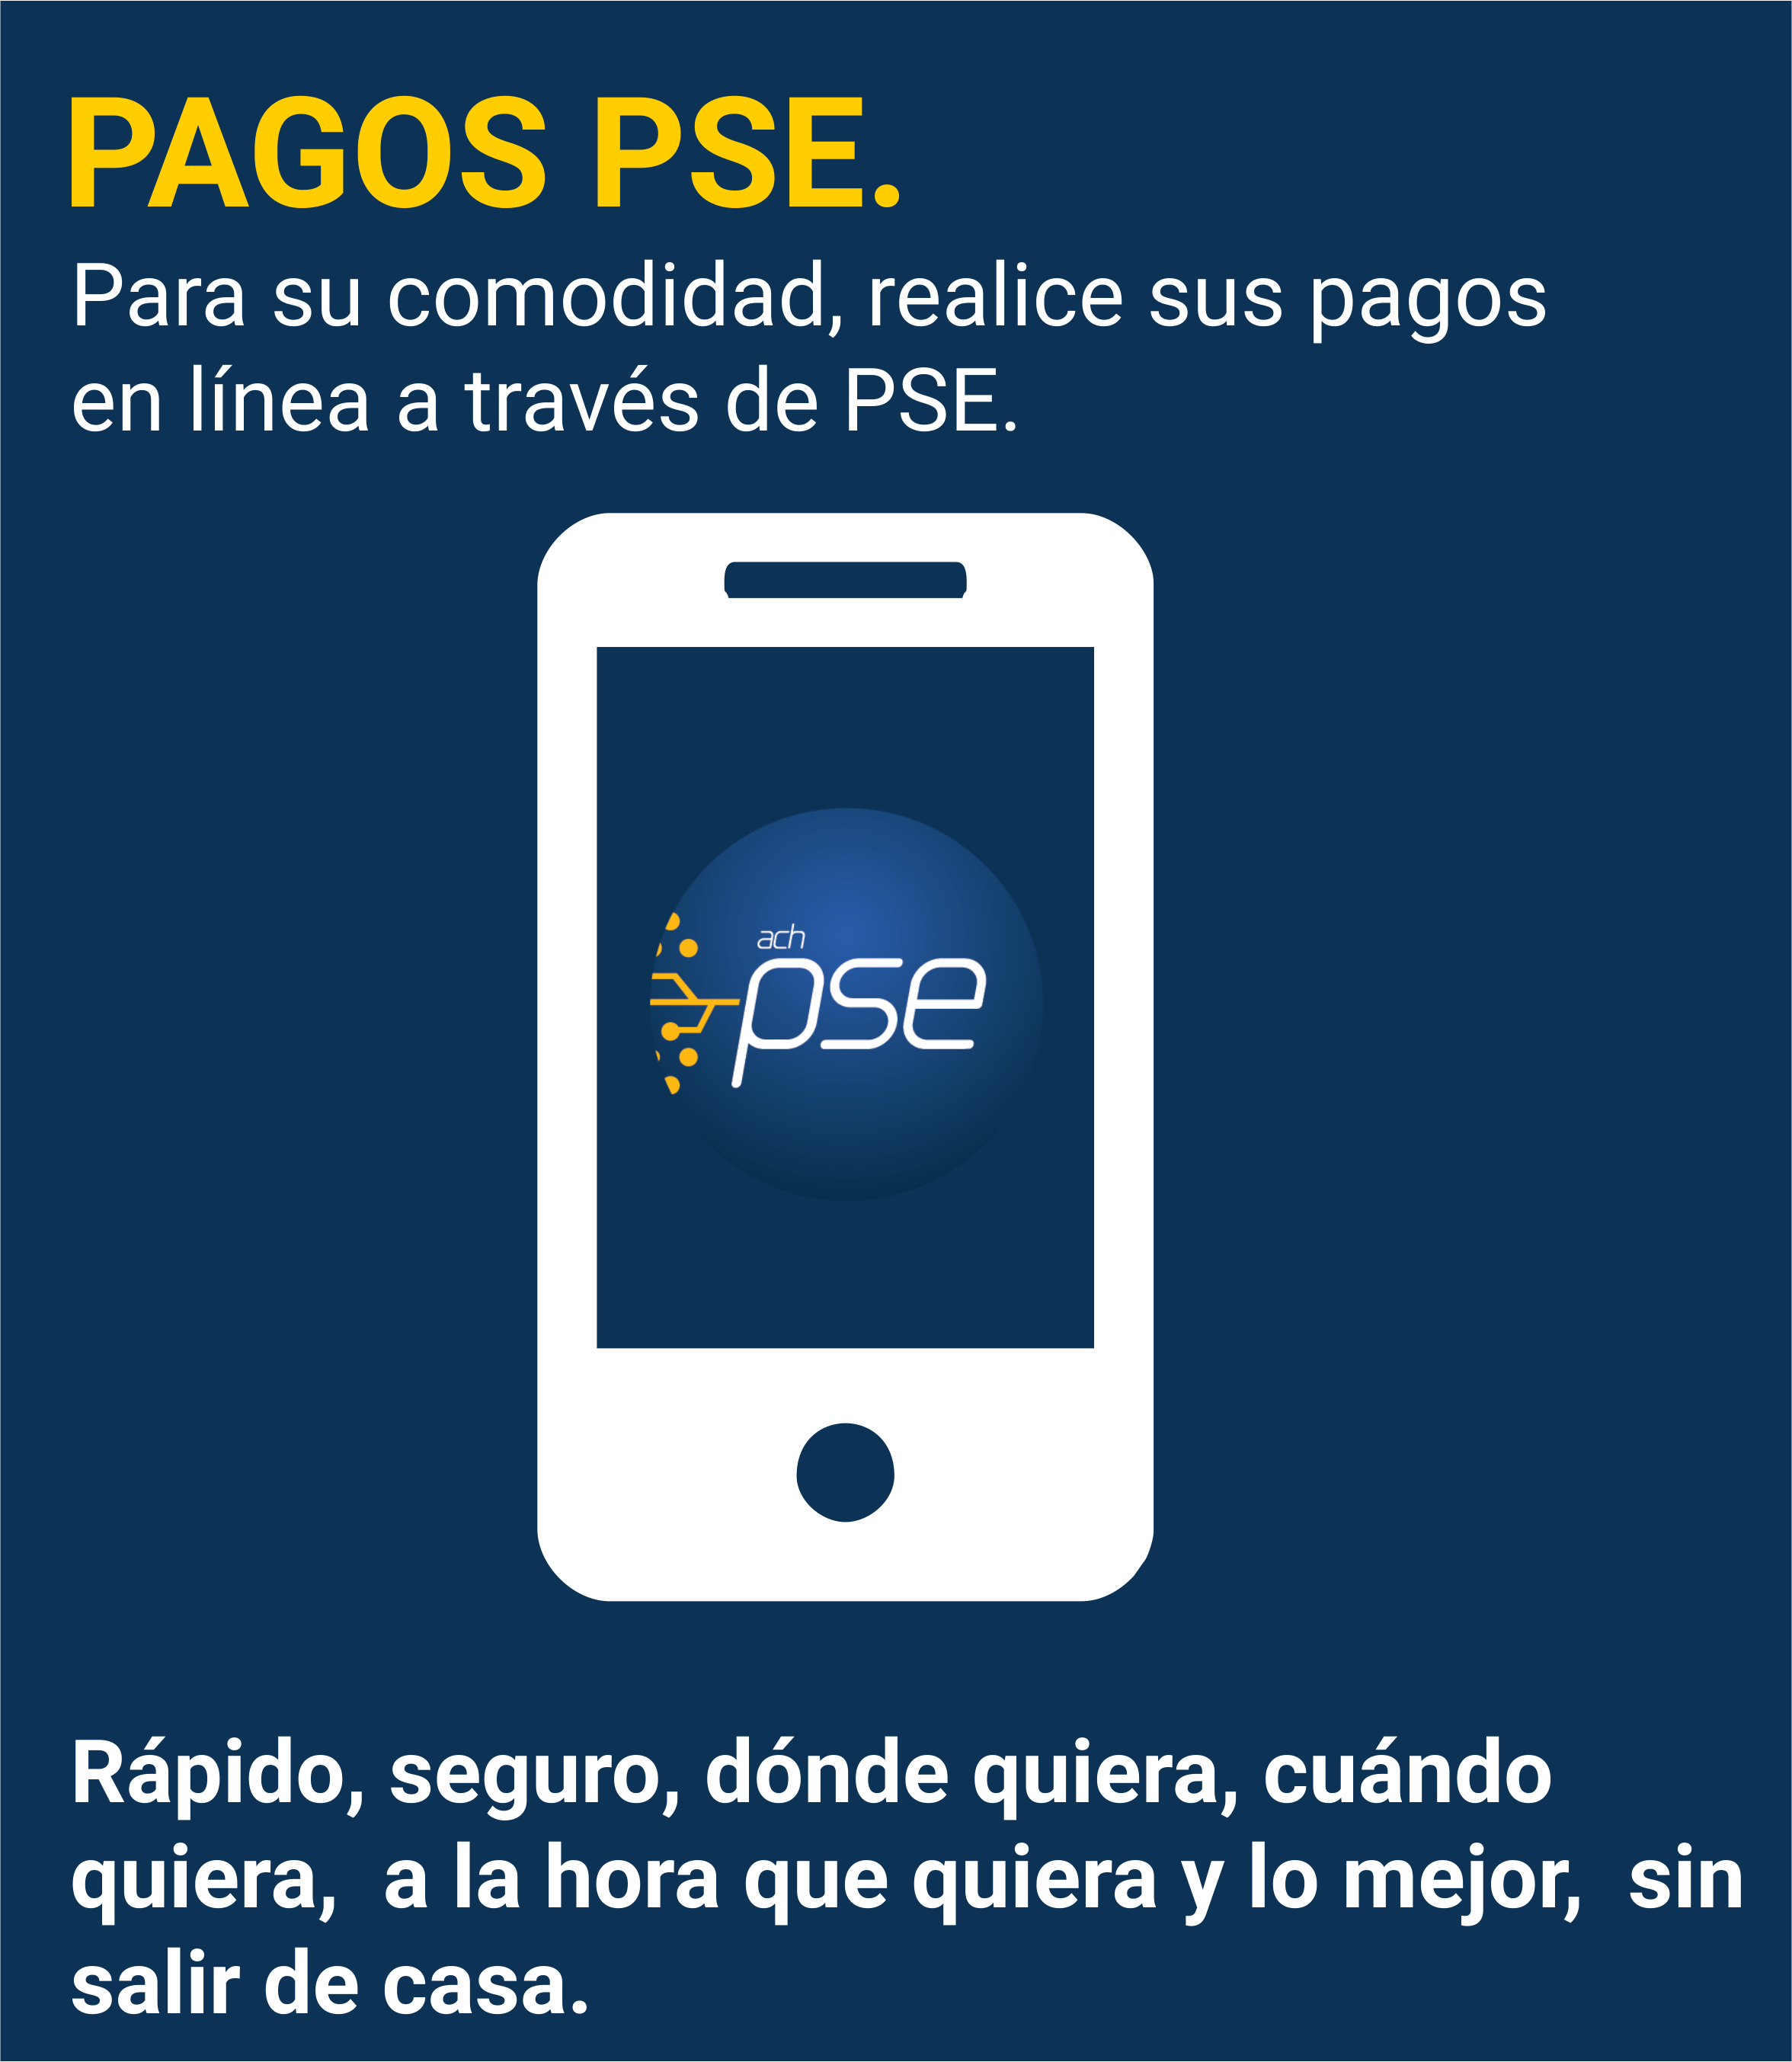 PAGOS PSE.
Para su comodidad, realice sus pagos
en línea a través de PSE.
ach
pse
Rápido, seguro, dónde quiera, cuándo
quiera, a la hora que quiera y lo mejor, sin
salir de casa.